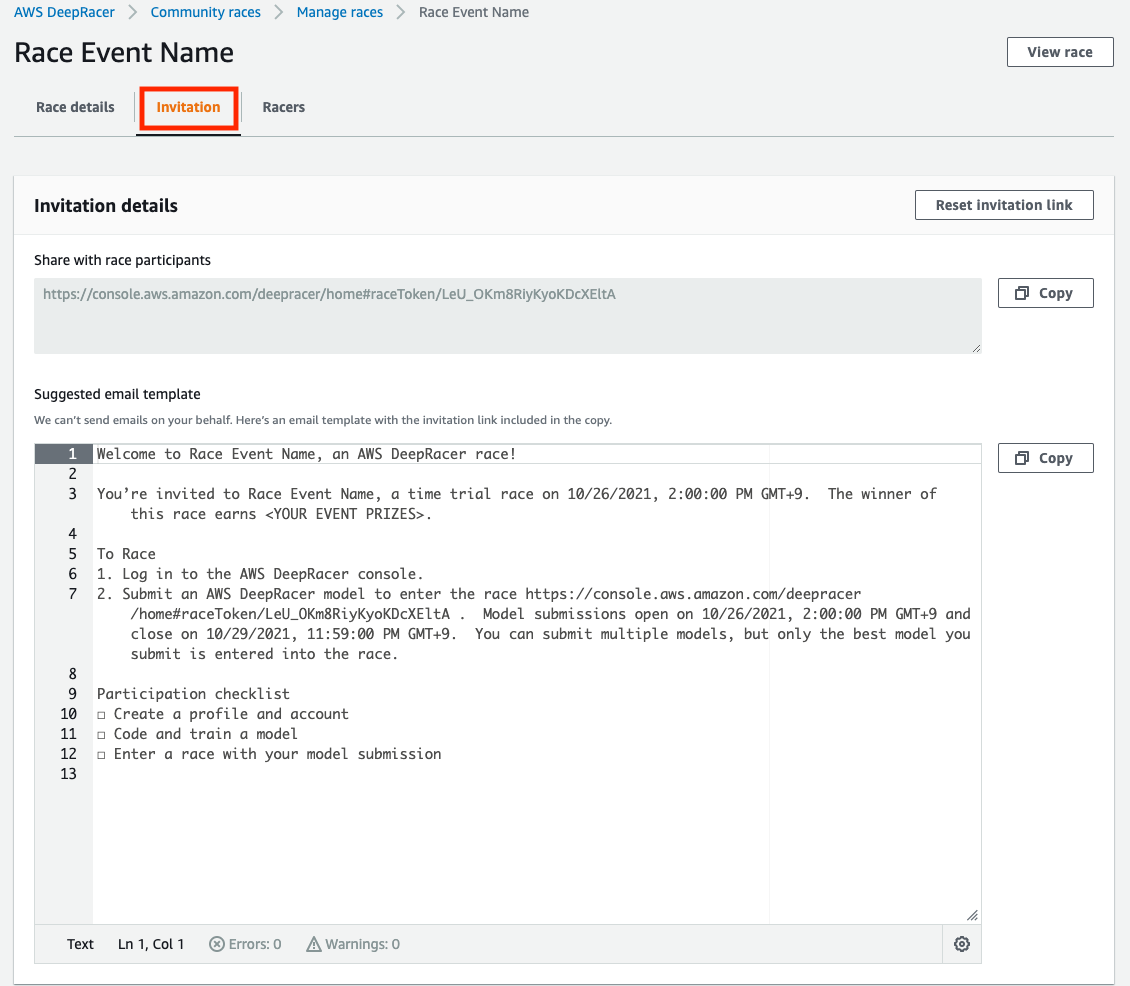 AWS DeepRacer > Community races > Manage races > Race Event Name
Race Event Name
View race
Race details
Invitation
Racers
Invitation details
Reset invitation link
Share with race participants
https://console.aws.amazon.com/deepracer/home#raceToken/LeU_OKm8RiyKyoKDcXEltA
Copy
Suggested email template
We can't send emails on your behalf. Here's an email template with the invitation link included in the copy.
Copy
1 Welcome to Race Event Name, an AWS DeepRacer race!
2
3 You’re invited to Race Event Name, a time trial race on 10/26/2021, 2:00:00 PM GMT+9.  The winner of
this race earns <YOUR EVENT PRIZES>.
4
5 To Race
6 1. Log in to the AWS DeepRacer console.
7 2. Submit an AWS DeepRacer model to enter the race https://console.aws.amazon.com/deepracer
/home#raceToken/LeU_OKm8RiyKyoKDcXEltA .  Model submissions open on 10/26/2021, 2:00:00 PM GMT+9 and
close on 10/29/2021, 11:59:00 PM GMT+9.  You can submit multiple models, but only the best model you
submit is entered into the race.
8
9 Participation checklist
10 □ Create a profile and account
11 □ Code and train a model
12 □ Enter a race with your model submission
13
Text Ln 1, Col 1 Errors: 0 Warnings: 0